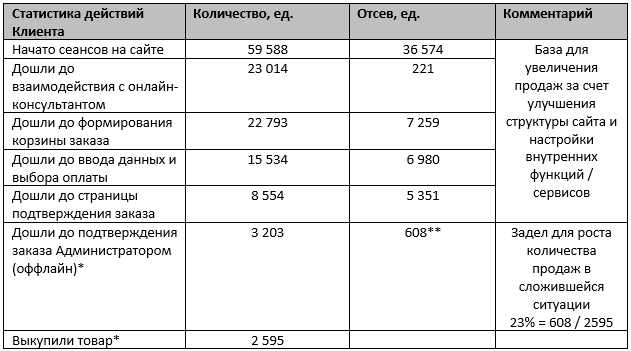 Статистика действий
Клиента
Количество, ед.
Отсев, ед.
Комментарий
Начато сеансов на сайте
59 588
36 574
Дошли до
взаимодействия с онлайн-
консультантом
23 014
221
Дошли до формирования
корзины заказа
22 793
7 259
Дошли до ввода данных и
выбора оплаты
15 534
6 980
Дошли до страницы
подтверждения заказа
8 554
5 351
База для
увеличения
продаж за счет
улучшения
структуры сайта и
настройки
внутренних
функций /
сервисов
Дошли до подтверждения
заказа Администратором
(оффлайн)*
3 203
608**
Задел для роста
количества
продаж в
сложившейся
ситуации
23% = 608 / 2595
Выкупили товар*
2 595